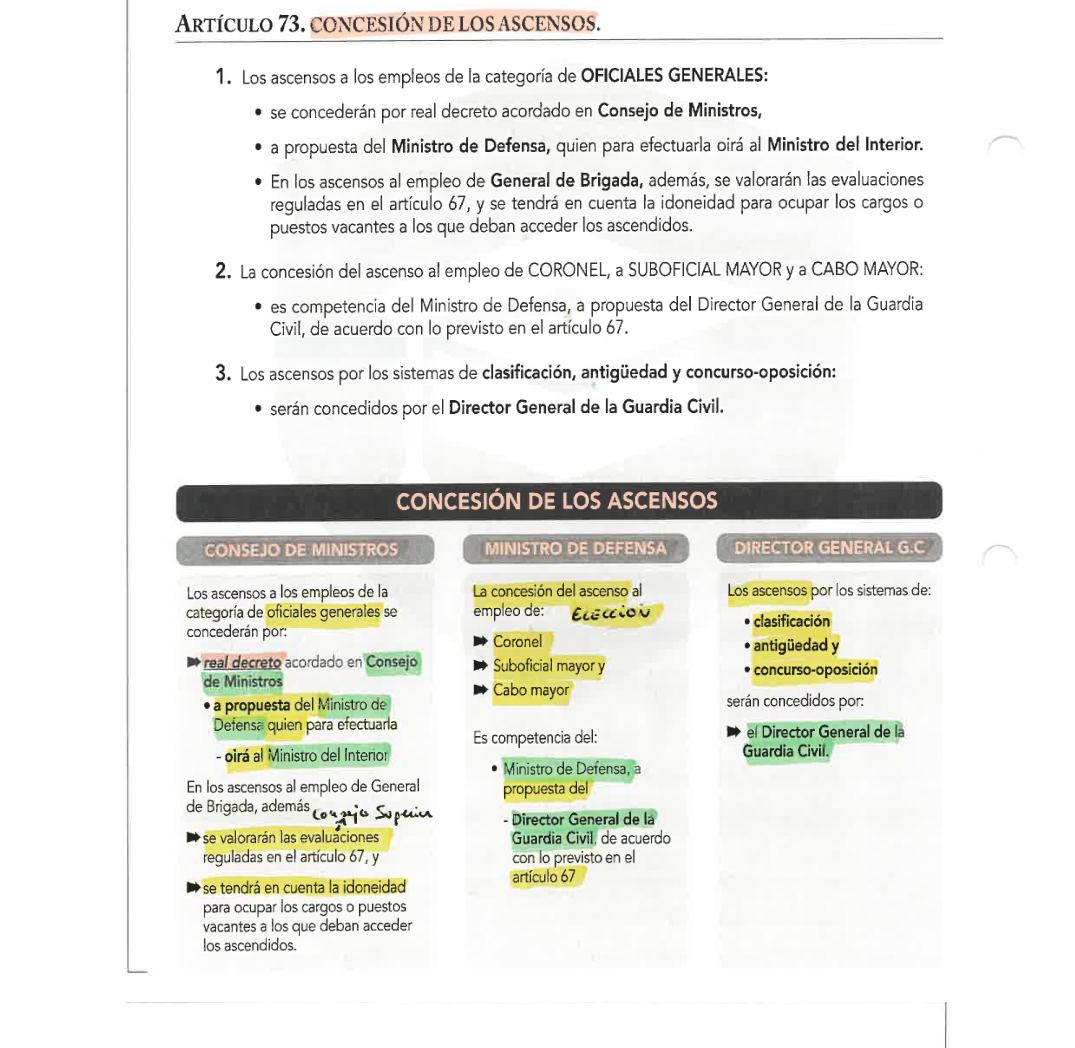 ARTÍCULO 73. CONCESIÓN DE LOS ASCENSOS.
1. Los ascensos a los empleos de la categoría de OFICIALES GENERALES:
• se concederán por real decreto acordado en Consejo de Ministros,
• a propuesta del Ministro de Defensa, quien para efectuarla oirá al Ministro del Interior.
• En los ascensos al empleo de General de Brigada, además, se valorarán las evaluaciones
reguladas en el artículo 67, y se tendrá en cuenta la idoneidad para ocupar los cargos o
puestos vacantes a los que deban acceder los ascendidos.
2. La concesión del ascenso al empleo de CORONEL, a SUBOFICIAL MAYOR y a CABO MAYOR:
• es competencia del Ministro de Defensa, a propuesta del Director General de la Guardia
Civil, de acuerdo con lo previsto en el artículo 67.
3. Los ascensos por los sistemas de clasificación, antigüedad y concurso-oposición:
• serán concedidos por el Director General de la Guardia Civil.
CONCESIÓN DE LOS ASCENSOS
CONSEJO DE MINISTROS
Los ascensos a los empleos de la
categoría de oficiales generales se
concederán por:
➨ real decreto acordado en Consejo
de Ministros
• a propuesta del Ministro de
Defensa quien para efectuarla
- oirá al Ministro del Interior
En los ascensos al empleo de General
de Brigada, además
Consejo Superior
➨ se valorarán las evaluaciones
reguladas en el artículo 67, y
➨ se tendrá en cuenta la idoneidad
para ocupar los cargos o puestos
vacantes a los que deban acceder
los ascendidos.
MINISTRO DE DEFENSA
La concesión del ascenso al
empleo de: ELECCION
➨ Coronel
➨ Suboficial mayor y
➨ Cabo mayor
Es competencia del:
• Ministro de Defensa, a
propuesta del
- Director General de la
Guardia Civil, de acuerdo
con lo previsto en el
artículo 67
DIRECTOR GENERAL G.C
Los ascensos por los sistemas de:
• clasificación
• antigüedad y
• concurso-oposición
serán concedidos por:
➨ el Director General de la
Guardia Civil.